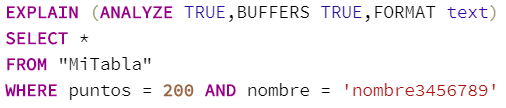 EXPLAIN (ANALYZE TRUE,BUFFERS TRUE,FORMAT text)
SELECT *
FROM "MiTabla"
WHERE puntos = 200 AND nombre = 'nombre3456789'